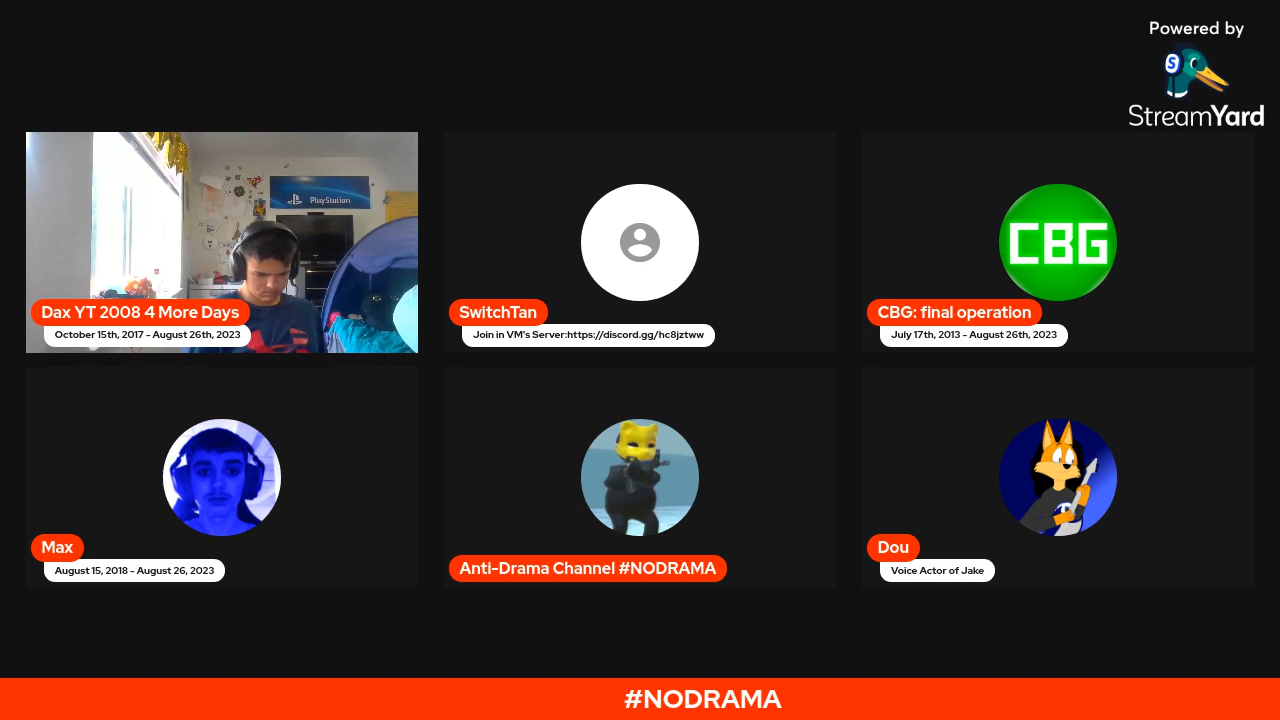 Powered by
S
StreamYard
PlayStation
Dax YT 2008 4 More Days
October 15th, 2017 - August 26th, 2023
SwitchTan
Join in VM's Server:https://discord.gg/hc8jztww
CBG
CBG: final operation
July 17th, 2013 - August 26th, 2023
Max
August 15, 2018 - August 26, 2023
Anti-Drama Channel #NODRAMA
Dou
Voice Actor of Jake
#NODRAMA